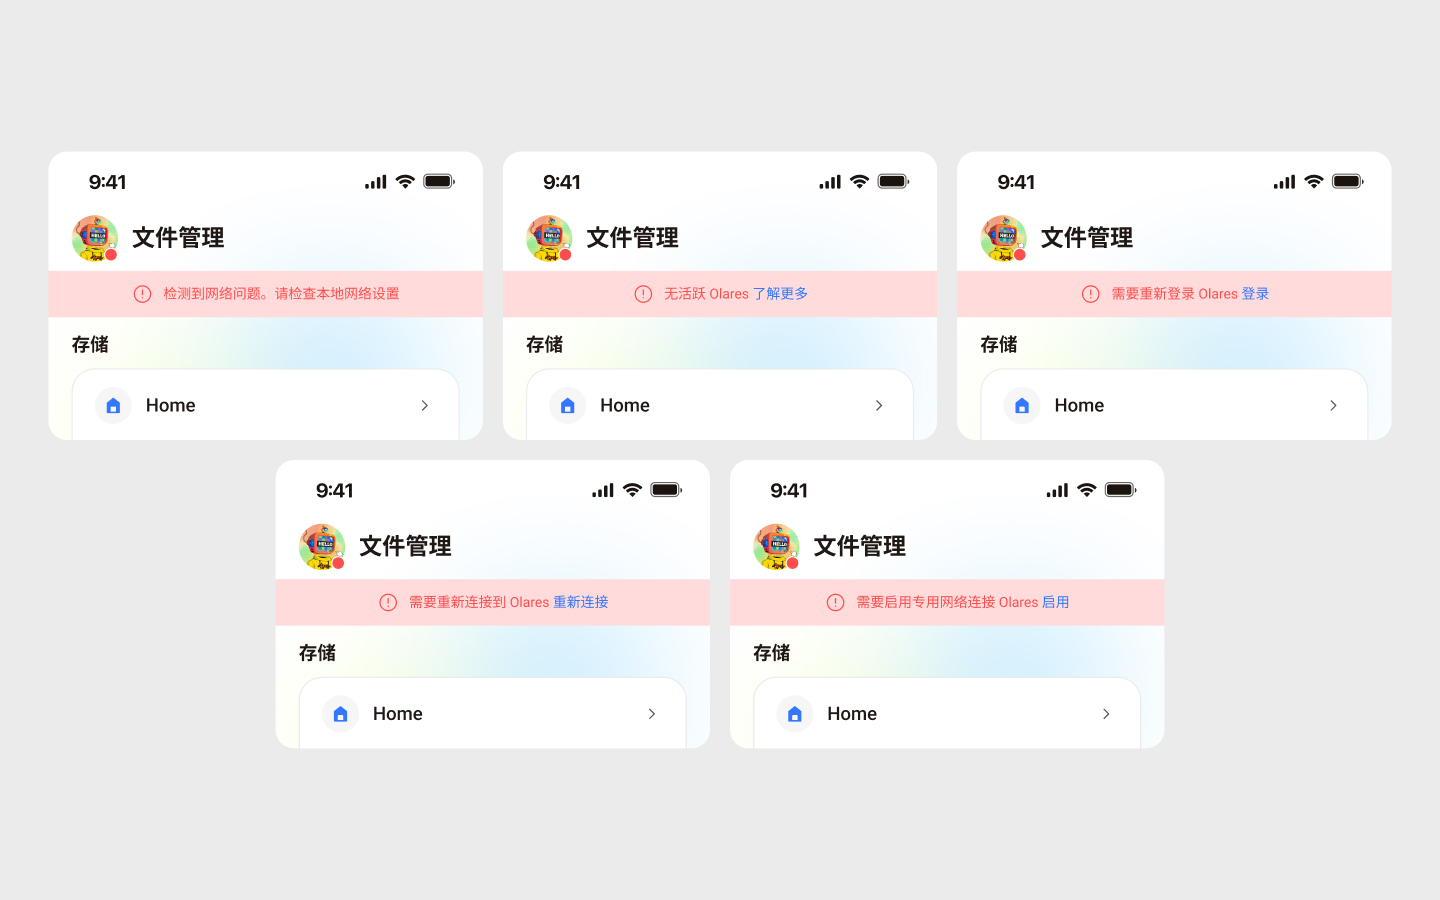 9:41
文件管理
检测到网络问题。请检查本地网络设置
存储
Home
9:41
文件管理
无活跃 Olares 了解更多
存储
Home
9:41
文件管理
需要重新登录 Olares 登录
存储
Home
9:41
HELLO
文件管理
需要重新连接到 Olares 重新连接
存储
Home
9:41
HELLO
文件管理
需要启用专用网络连接 Olares 启用
存储
Home